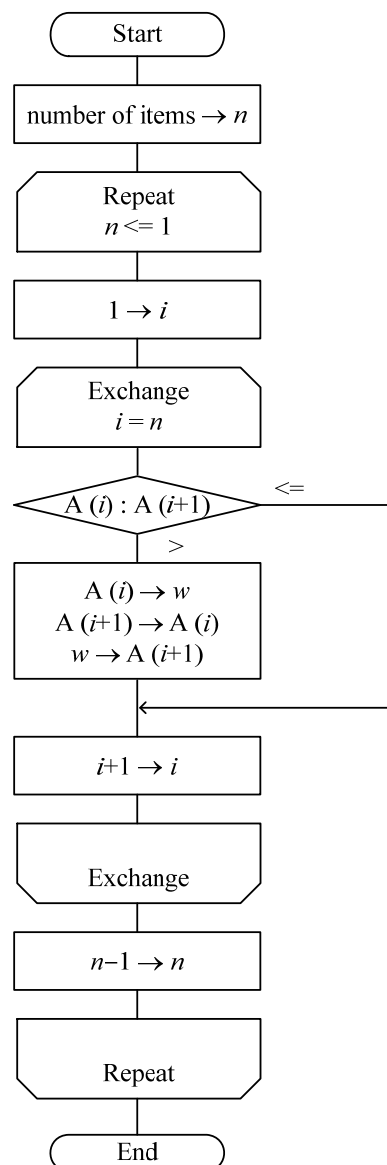 Start
number of items → n
Repeat
n <= 1
1 → i
Exchange
i = n
A (i) : A (i+1)
<=
>
A (i) → w
A (i+1) → A (i)
w → A (i+1)
i+1 → i
Exchange
n−1 → n
Repeat
End